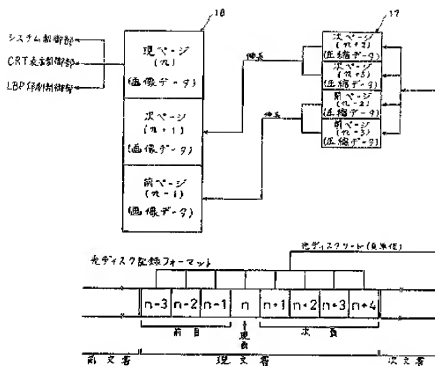 18
17
システム制御部
CRT表示制御部
LBP印刷制御部
現ページ
(n)
(画像データ)
次ページ
(n+1)
(画像データ)
前ページ
(n-1)
(画像データ)
伸長
伸長
次ページ
(n+2)
(圧縮データ)
次ページ
(n+3)
(圧縮データ)
前ページ
(n-2)
(圧縮データ)
前ページ
(n-3)
(圧縮データ)
光ディスクリード(頁単位)
光ディスク記録フォーマット
n-3 n-2 n-1 n n+1 n+2 n+3 n+4
前頁 現頁 次頁
前文書 現文書 次文書